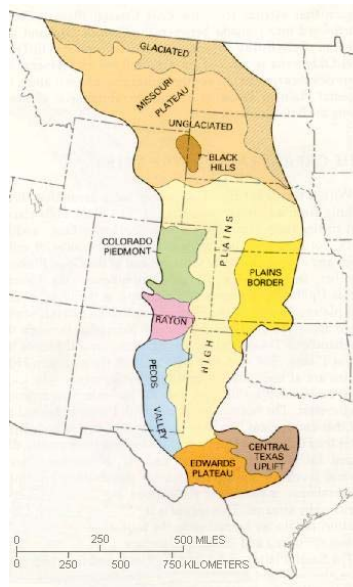 GLACIATED
MISSOURI
PLATEAU
UNGLACIATED
BLACK
HILLS
COLORADO
PIEDMONT
PLAINS
PLAINS
BORDER
RATON
HIGH
PECOS
VALLEY
CENTRAL
TEXAS
UPLIFT
EDWARDS
PLATEAU
0 250 500 MILES
0 250 500 750 KILOMETERS